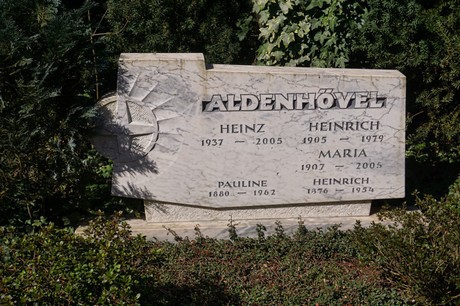 ALDENHÖVEL
HEINZ HEINRICH
1937 — 2005 1905 — 1979
MARIA
1907 — 2005
PAULINE HEINRICH
1880 — 1962 1876 — 1954